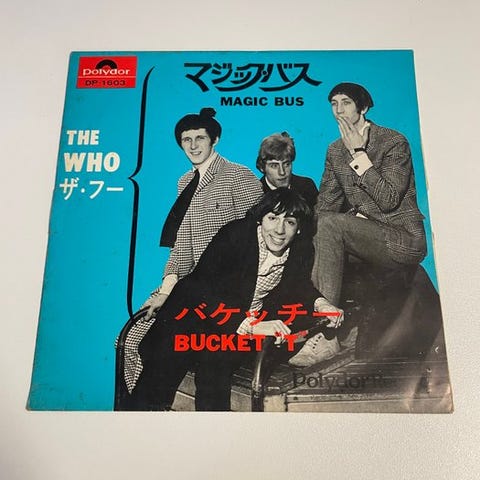 Polydor
DP-1603
マジック・バス
MAGIC BUS
THE
WHO
ザ・フー
バケッチー
BUCKET "T"
Polydor